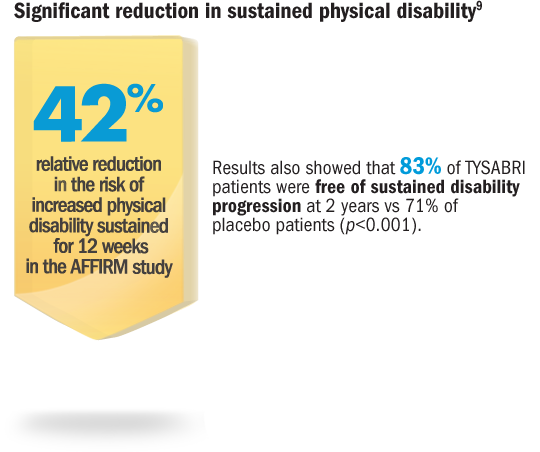 Significant reduction in sustained physical disability9
42%
relative reduction
in the risk of
increased physical
disability sustained
for 12 weeks
in the AFFIRM study
Results also showed that 83% of TYSABRI
patients were free of sustained disability
progression at 2 years vs 71% of
placebo patients (p<0.001).